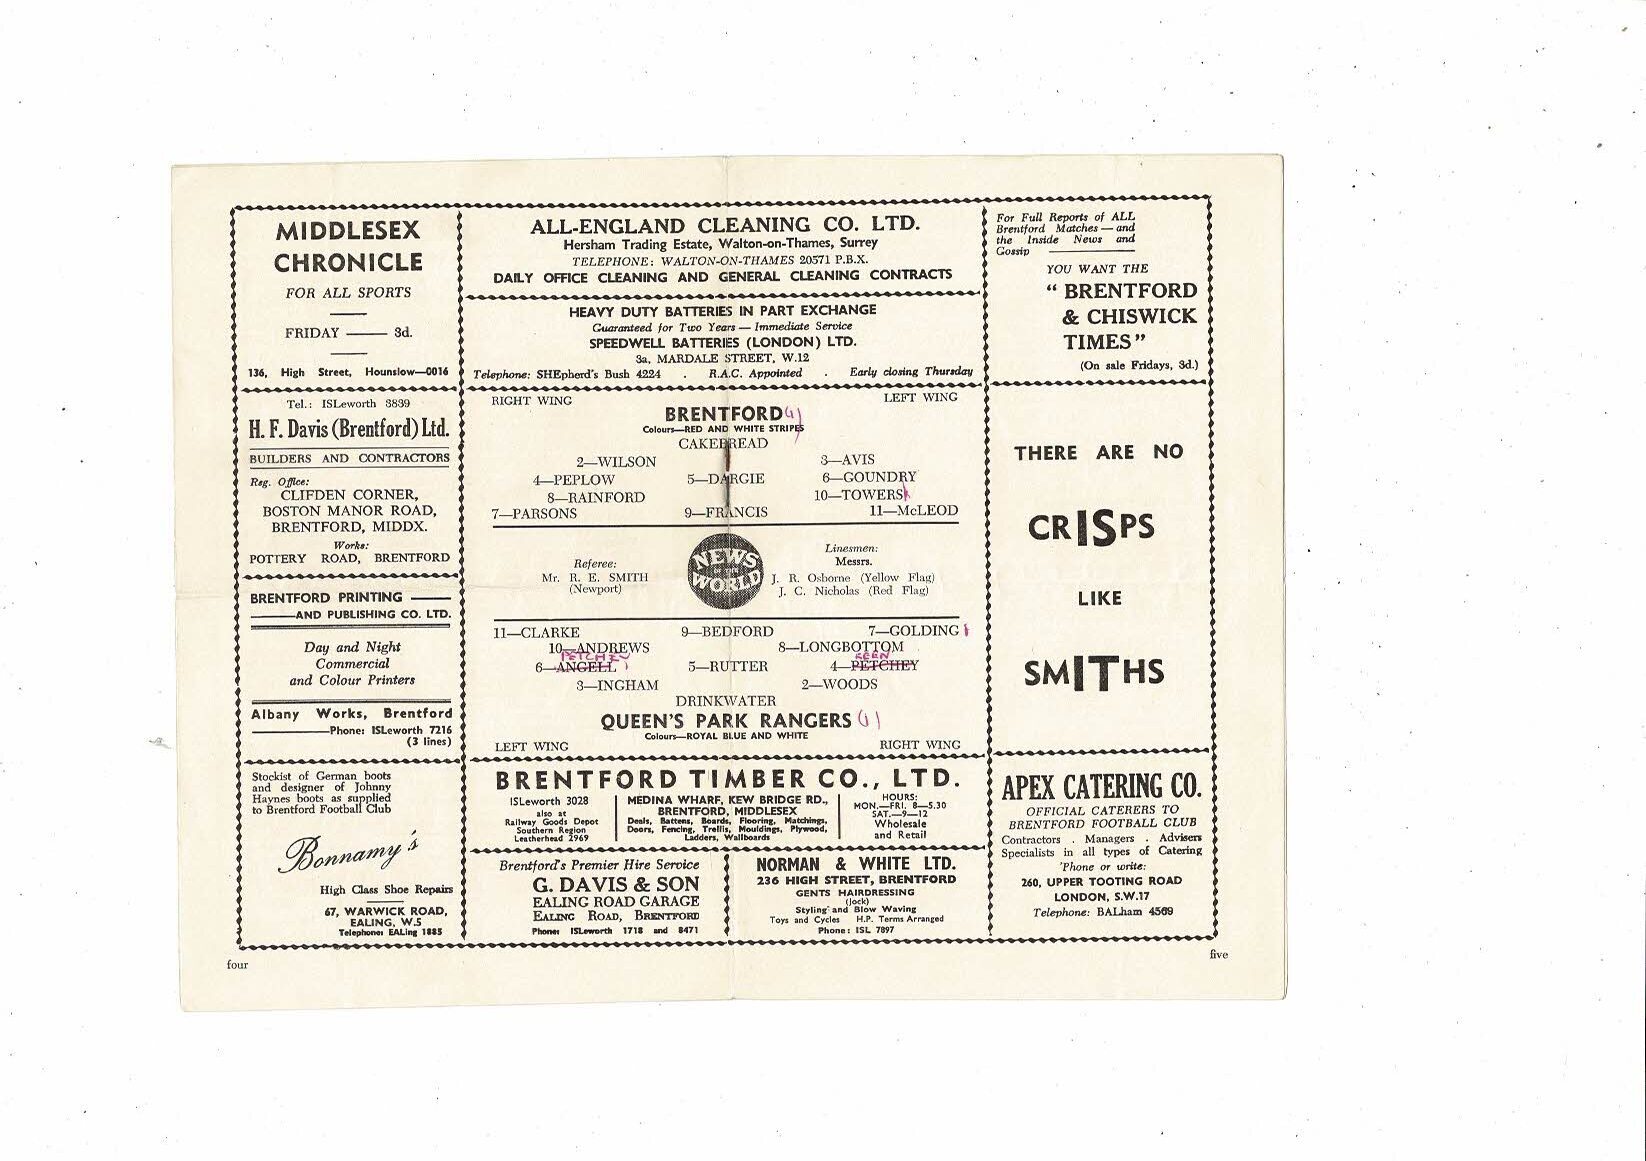 MIDDLESEX
CHRONICLE
FOR ALL SPORTS
FRIDAY —— 3d.
136, High Street, Hounslow—0016
Tel.: ISLeworth 3839
H. F. Davis (Brentford) Ltd.
BUILDERS AND CONTRACTORS
Reg. Office:
CLIFDEN CORNER,
BOSTON MANOR ROAD,
BRENTFORD, MIDDX.
Works:
POTTERY ROAD, BRENTFORD
BRENTFORD PRINTING ——
——AND PUBLISHING CO. LTD.
Day and Night
Commercial
and Colour Printers
Albany Works, Brentford
——Phone: ISLeworth 7216
(3 lines)
Stockist of German boots
and designer of Johnny
Haynes boots as supplied
to Brentford Football Club
Bonnamy's
High Class Shoe Repairs
67, WARWICK ROAD,
EALING, W.5
Telephone: EALing 1885
four
ALL-ENGLAND CLEANING CO. LTD.
Hersham Trading Estate, Walton-on-Thames, Surrey
TELEPHONE: WALTON-ON-THAMES 20571 P.B.X.
DAILY OFFICE CLEANING AND GENERAL CLEANING CONTRACTS
HEAVY DUTY BATTERIES IN PART EXCHANGE
Guaranteed for Two Years — Immediate Service
SPEEDWELL BATTERIES (LONDON) LTD.
3a, MARDALE STREET, W.12
Telephone: SHEpherd's Bush 4224 . R.A.C. Appointed . Early closing Thursday
RIGHT WING LEFT WING
BRENTFORD (1)
Colours—RED AND WHITE STRIPES
CAKEBREAD
2—WILSON 3—AVIS
4—PEPLOW 5—DARGIE 6—GOUNDRY
8—RAINFORD 10—TOWERS 1
7—PARSONS 9—FRANCIS 11—McLEOD
Referee:
Mr. R. E. SMITH
(Newport)
NEWS
OF THE
WORLD
Linesmen:
Messrs.
J. R. Osborne (Yellow Flag)
J. C. Nicholas (Red Flag)
11—CLARKE 9—BEDFORD 7—GOLDING 1
10—ANDREWS 8—LONGBOTTOM
PETCHEY KEEN
6—ANGELL 5—RUTTER 4—PETCHEY
3—INGHAM 2—WOODS
DRINKWATER
QUEEN'S PARK RANGERS (1)
Colours—ROYAL BLUE AND WHITE
LEFT WING RIGHT WING
BRENTFORD TIMBER CO., LTD.
ISLeworth 3028
also at
Railway Goods Depot
Southern Region
Leatherhead 2969
MEDINA WHARF, KEW BRIDGE RD.,
BRENTFORD, MIDDLESEX
Deals, Battens, Boards, Flooring, Matchings,
Doors, Fencing, Trellis, Mouldings, Plywood,
Ladders, Wallboards
HOURS:
MON.—FRI. 8—5.30
SAT.—9—12
Wholesale
and Retail
Brentford's Premier Hire Service
G. DAVIS & SON
EALING ROAD GARAGE
EALING ROAD, BRENTFORD
Phone: ISLeworth 1718 and 8471
NORMAN & WHITE LTD.
236 HIGH STREET, BRENTFORD
GENTS HAIRDRESSING
(Jock)
Styling and Blow Waving
Toys and Cycles H.P. Terms Arranged
Phone: ISL 7897
For Full Reports of ALL
Brentford Matches — and
the Inside News and
Gossip ——
YOU WANT THE
“ BRENTFORD
& CHISWICK
TIMES ”
(On sale Fridays, 3d.)
THERE ARE NO
CRISPS
LIKE
SMITHS
APEX CATERING CO.
OFFICIAL CATERERS TO
BRENTFORD FOOTBALL CLUB
Contractors . Managers . Advisers
Specialists in all types of Catering
'Phone or write:
260, UPPER TOOTING ROAD
LONDON, S.W.17
Telephone: BALham 4569
five